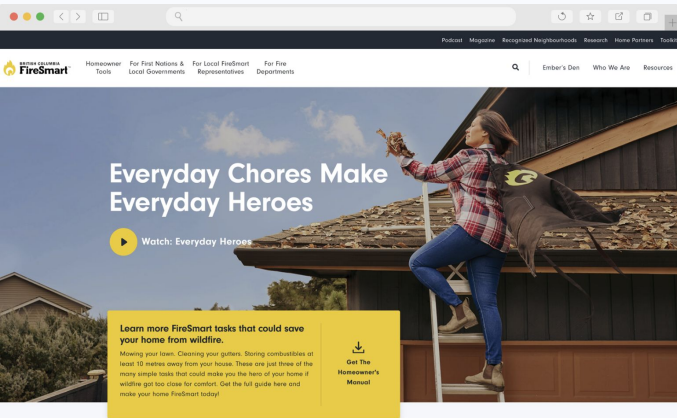 Podcast Magazine Recognized Neighbourhoods Research Home Partners Toolkit
BRITISH COLUMBIA
FireSmart™
Homeowner
Tools
For First Nations &
Local Governments
For Local FireSmart
Representatives
For Fire
Departments
Ember's Den Who We Are Resources
Everyday Chores Make
Everyday Heroes
Watch: Everyday Heroes
Learn more FireSmart tasks that could save
your home from wildfire.
Mowing your lawn. Cleaning your gutters. Storing combustibles at
least 10 metres away from your house. These are just three of the
many simple tasks that could make you the hero of your home if
wildfire got too close for comfort. Get the full guide here and
make your home FireSmart today!
Get The
Homeowner's
Manual